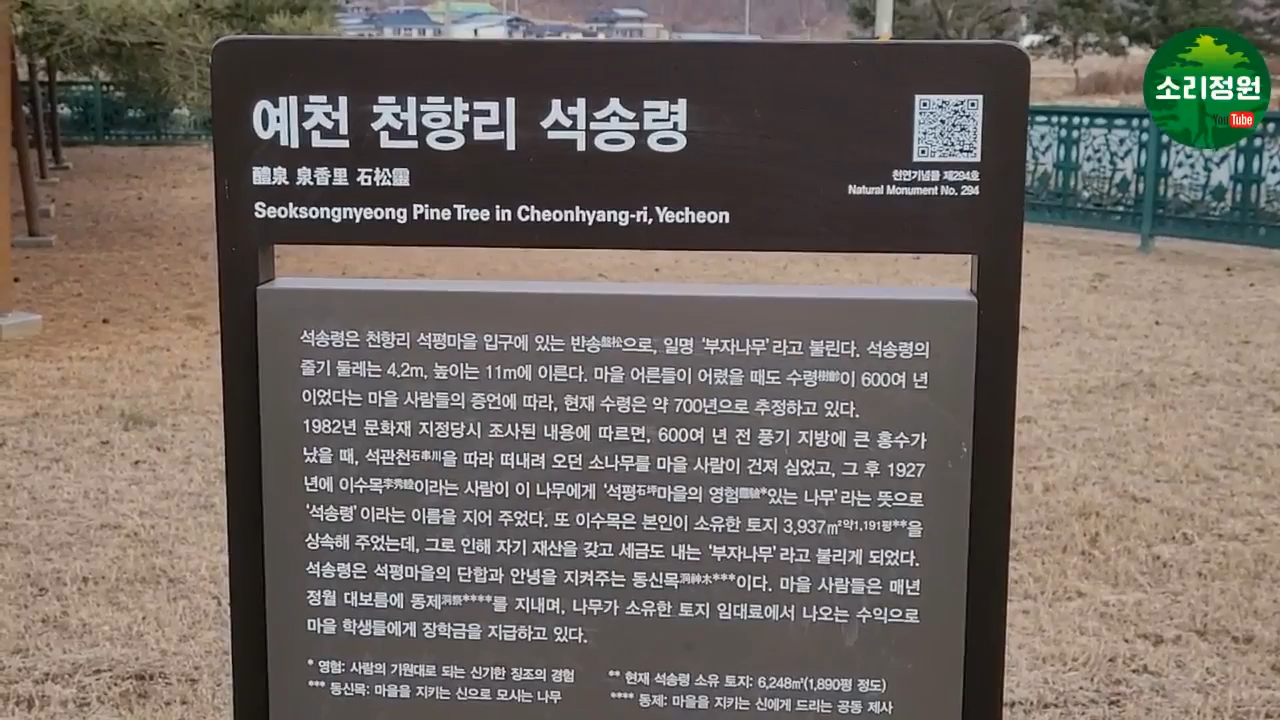 소리정원
YouTube
예천 천향리 석송령
醴泉 泉香里 石松靈
Seoksongnyeong Pine Tree in Cheonhyang-ri, Yecheon
천연기념물 제294호
Natural Monument No. 294
석송령은 천향리 석평마을 입구에 있는 반송盤松으로, 일명 ‘부자나무’라고 불린다. 석송령의
줄기 둘레는 4.2m, 높이는 11m에 이른다. 마을 어른들이 어렸을 때도 수령樹齡이 600여 년
이었다는 마을 사람들의 증언에 따라, 현재 수령은 약 700년으로 추정하고 있다.
1982년 문화재 지정당시 조사된 내용에 따르면, 600여 년 전 풍기 지방에 큰 홍수가
났을 때, 석관천石串川을 따라 떠내려 오던 소나무를 마을 사람이 건져 심었고, 그 후 1927
년에 이수목李秀睦이라는 사람이 이 나무에게 ‘석평石坪마을의 영험靈驗*있는 나무’라는 뜻으로
‘석송령’이라는 이름을 지어 주었다. 또 이수목은 본인이 소유한 토지 3,937㎡약1,191평**을
상속해 주었는데, 그로 인해 자기 재산을 갖고 세금도 내는 ‘부자나무’라고 불리게 되었다.
석송령은 석평마을의 단합과 안녕을 지켜주는 동신목洞神木***이다. 마을 사람들은 매년
정월 대보름에 동제洞祭****를 지내며, 나무가 소유한 토지 임대료에서 나오는 수익으로
마을 학생들에게 장학금을 지급하고 있다.
* 영험: 사람의 기원대로 되는 신기한 징조의 경험
** 현재 석송령 소유 토지: 6,248㎡(1,890평 정도)
*** 동신목: 마을을 지키는 신으로 모시는 나무
**** 동제: 마을을 지키는 신에게 드리는 공동 제사